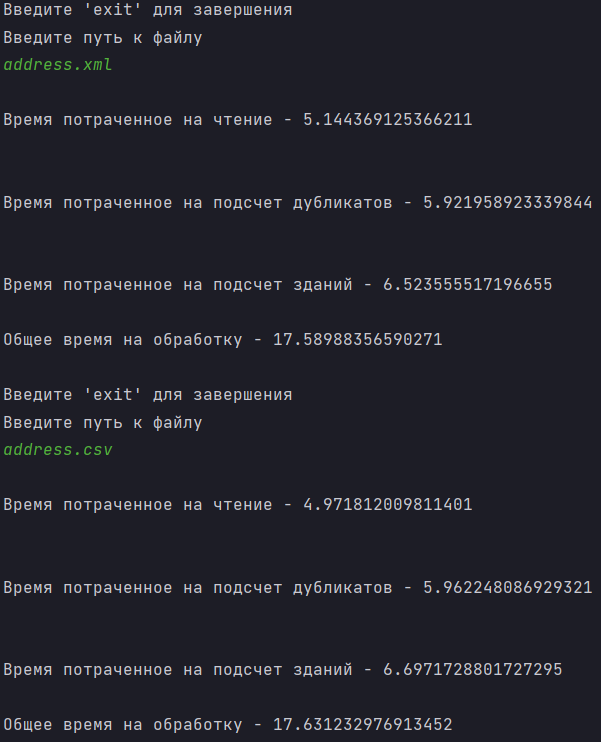 Введите 'exit' для завершения
Введите путь к файлу
address.xml
Время потраченное на чтение - 5.144369125366211
Время потраченное на подсчет дубликатов - 5.921958923339844
Время потраченное на подсчет зданий - 6.523555517196655
Общее время на обработку - 17.58988356590271
Введите 'exit' для завершения
Введите путь к файлу
address.csv
Время потраченное на чтение - 4.971812009811401
Время потраченное на подсчет дубликатов - 5.962248086929321
Время потраченное на подсчет зданий - 6.6971728801727295
Общее время на обработку - 17.631232976913452